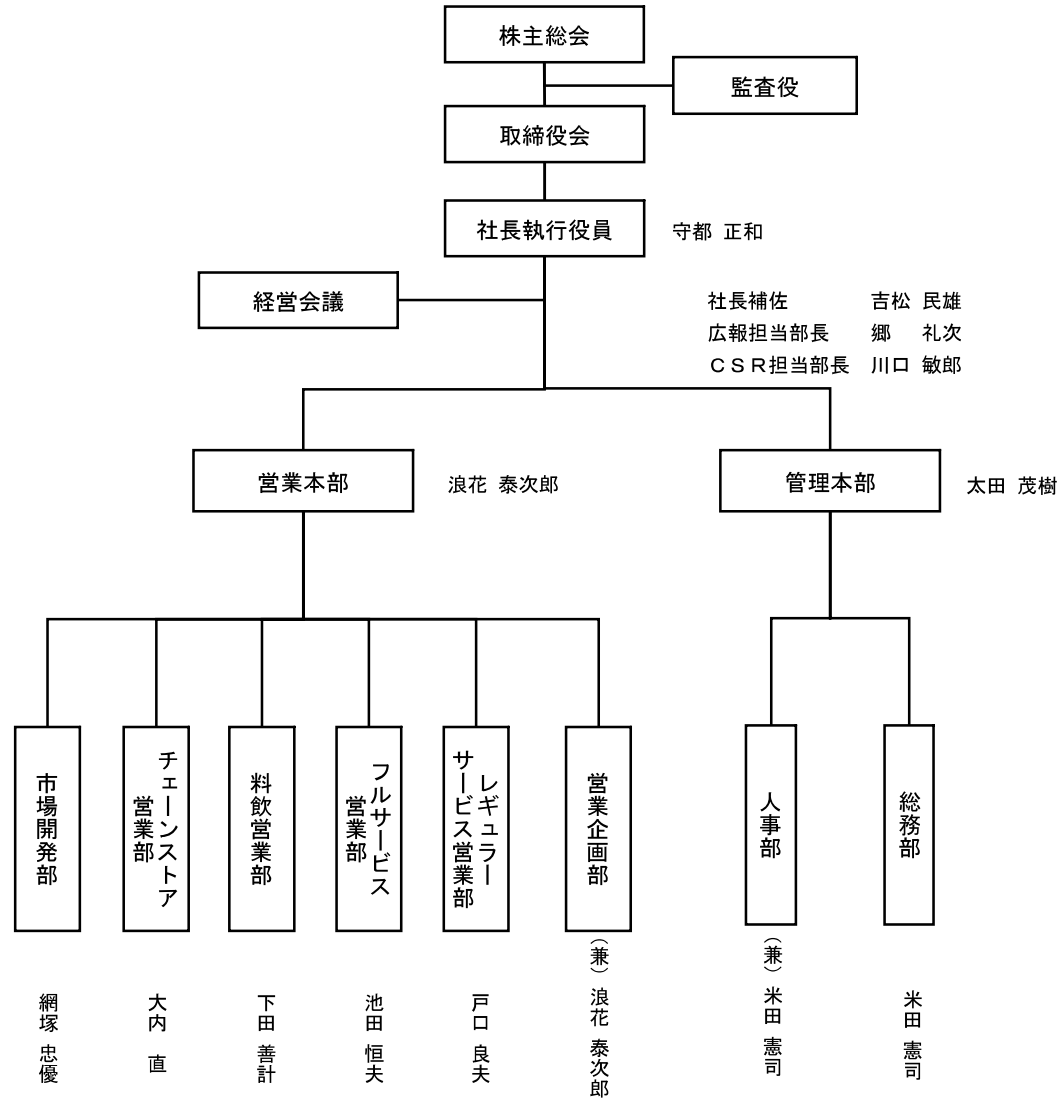 株主総会
監査役
取締役会
社長執行役員
守都 正和
経営会議
社長補佐 吉松 民雄
広報担当部長 郷 礼次
ＣＳＲ担当部長 川口 敏郎
営業本部
浪花 泰次郎
管理本部
太田 茂樹
市場開発部
チェーンストア
営業部
料飲営業部
フルサービス
営業部
レギュラー
サービス営業部
営業企画部
人事部
総務部
網塚 忠優
大内 直
下田 善計
池田 恒夫
戸口 良夫
（兼）浪花 泰次郎
（兼）米田 憲司
米田 憲司